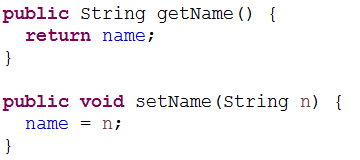 public String getName() {
  return name;
}

public void setName(String n) {
  name = n;
}